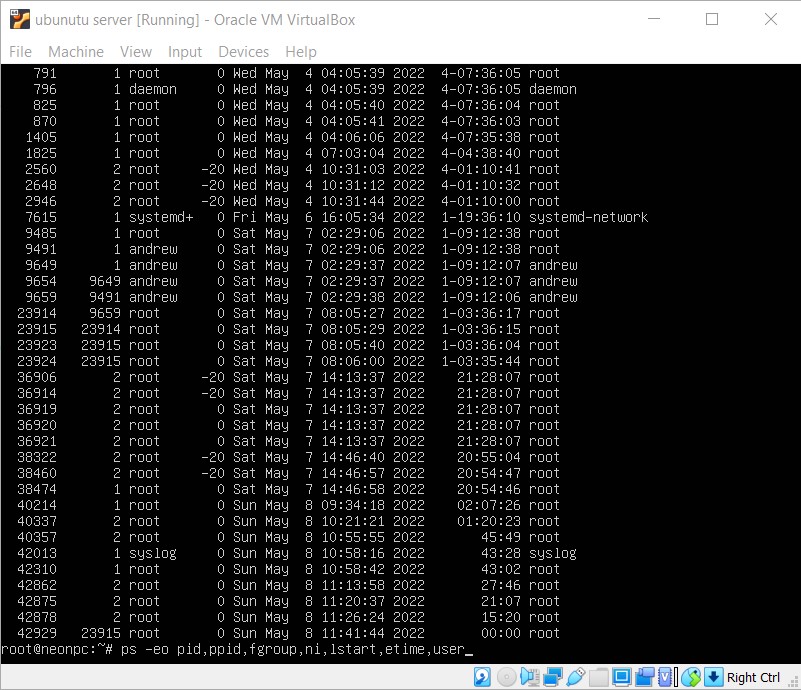 ubunutu server [Running] - Oracle VM VirtualBox
File Machine View Input Devices Help
791 1 root 0 Wed May 4 04:05:39 2022 4-07:36:05 root
796 1 daemon 0 Wed May 4 04:05:39 2022 4-07:36:05 daemon
825 1 root 0 Wed May 4 04:05:40 2022 4-07:36:04 root
870 1 root 0 Wed May 4 04:05:41 2022 4-07:36:03 root
1405 1 root 0 Wed May 4 04:06:06 2022 4-07:35:38 root
1825 1 root 0 Wed May 4 07:03:04 2022 4-04:38:40 root
2560 2 root -20 Wed May 4 10:31:03 2022 4-01:10:41 root
2648 2 root -20 Wed May 4 10:31:12 2022 4-01:10:32 root
2946 2 root -20 Wed May 4 10:31:44 2022 4-01:10:00 root
7615 1 systemd+ 0 Fri May 6 16:05:34 2022 1-19:36:10 systemd-network
9485 1 root 0 Sat May 7 02:29:06 2022 1-09:12:38 root
9491 1 andrew 0 Sat May 7 02:29:06 2022 1-09:12:38 root
9649 1 andrew 0 Sat May 7 02:29:37 2022 1-09:12:07 andrew
9654 9649 andrew 0 Sat May 7 02:29:37 2022 1-09:12:07 andrew
9659 9491 andrew 0 Sat May 7 02:29:38 2022 1-09:12:06 andrew
23914 9659 root 0 Sat May 7 08:05:27 2022 1-03:36:17 root
23915 23914 root 0 Sat May 7 08:05:29 2022 1-03:36:15 root
23923 23915 root 0 Sat May 7 08:05:40 2022 1-03:36:04 root
23924 23915 root 0 Sat May 7 08:06:00 2022 1-03:35:44 root
36906 2 root -20 Sat May 7 14:13:37 2022 21:28:07 root
36914 2 root -20 Sat May 7 14:13:37 2022 21:28:07 root
36919 2 root 0 Sat May 7 14:13:37 2022 21:28:07 root
36920 2 root 0 Sat May 7 14:13:37 2022 21:28:07 root
36921 2 root 0 Sat May 7 14:13:37 2022 21:28:07 root
38322 2 root -20 Sat May 7 14:46:40 2022 20:55:04 root
38460 2 root -20 Sat May 7 14:46:57 2022 20:54:47 root
38474 1 root 0 Sat May 7 14:46:58 2022 20:54:46 root
40214 1 root 0 Sun May 8 09:34:18 2022 02:07:26 root
40337 2 root 0 Sun May 8 10:21:21 2022 01:20:23 root
40357 2 root 0 Sun May 8 10:55:55 2022 45:49 root
42013 1 syslog 0 Sun May 8 10:58:16 2022 43:28 syslog
42310 1 root 0 Sun May 8 10:58:42 2022 43:02 root
42862 2 root 0 Sun May 8 11:13:58 2022 27:46 root
42875 2 root 0 Sun May 8 11:20:37 2022 21:07 root
42878 2 root 0 Sun May 8 11:26:24 2022 15:20 root
42929 23915 root 0 Sun May 8 11:41:44 2022 00:00 root
root@neonpc:~# ps -eo pid,ppid,fgroup,ni,lstart,etime,user_
Right Ctrl